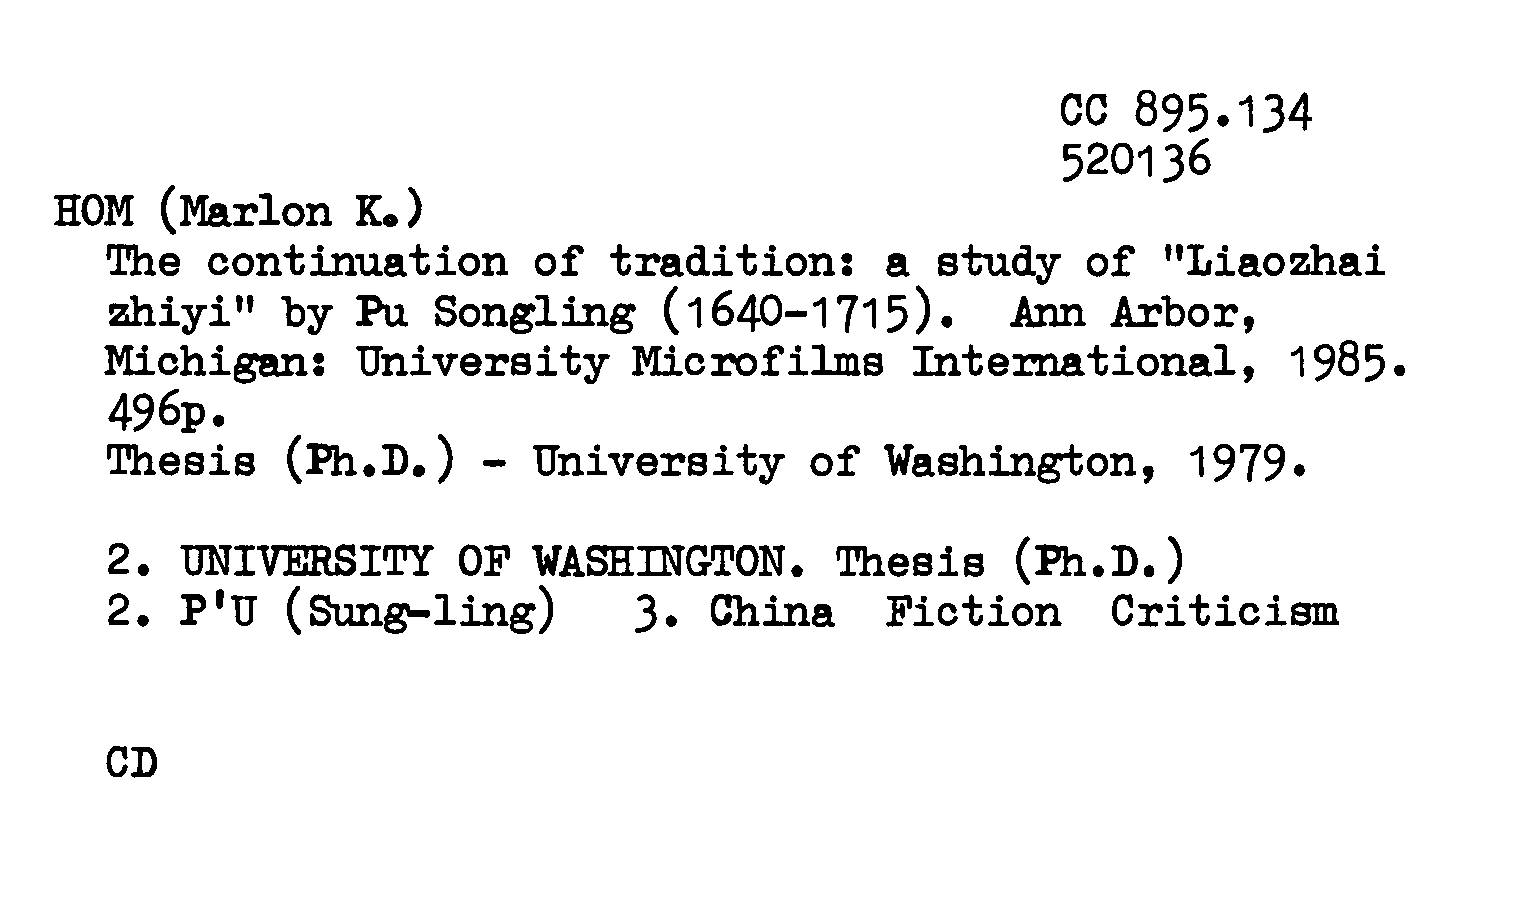 CC 895.134
520136
HOM (Marlon K.)
The continuation of tradition: a study of "Liaozhai
zhiyi" by Pu Songling (1640-1715). Ann Arbor,
Michigan: University Microfilms International, 1985.
496p.
Thesis (Ph.D.) - University of Washington, 1979.
2. UNIVERSITY OF WASHINGTON. Thesis (Ph.D.)
2. P'U (Sung-ling) 3. China Fiction Criticism
CD